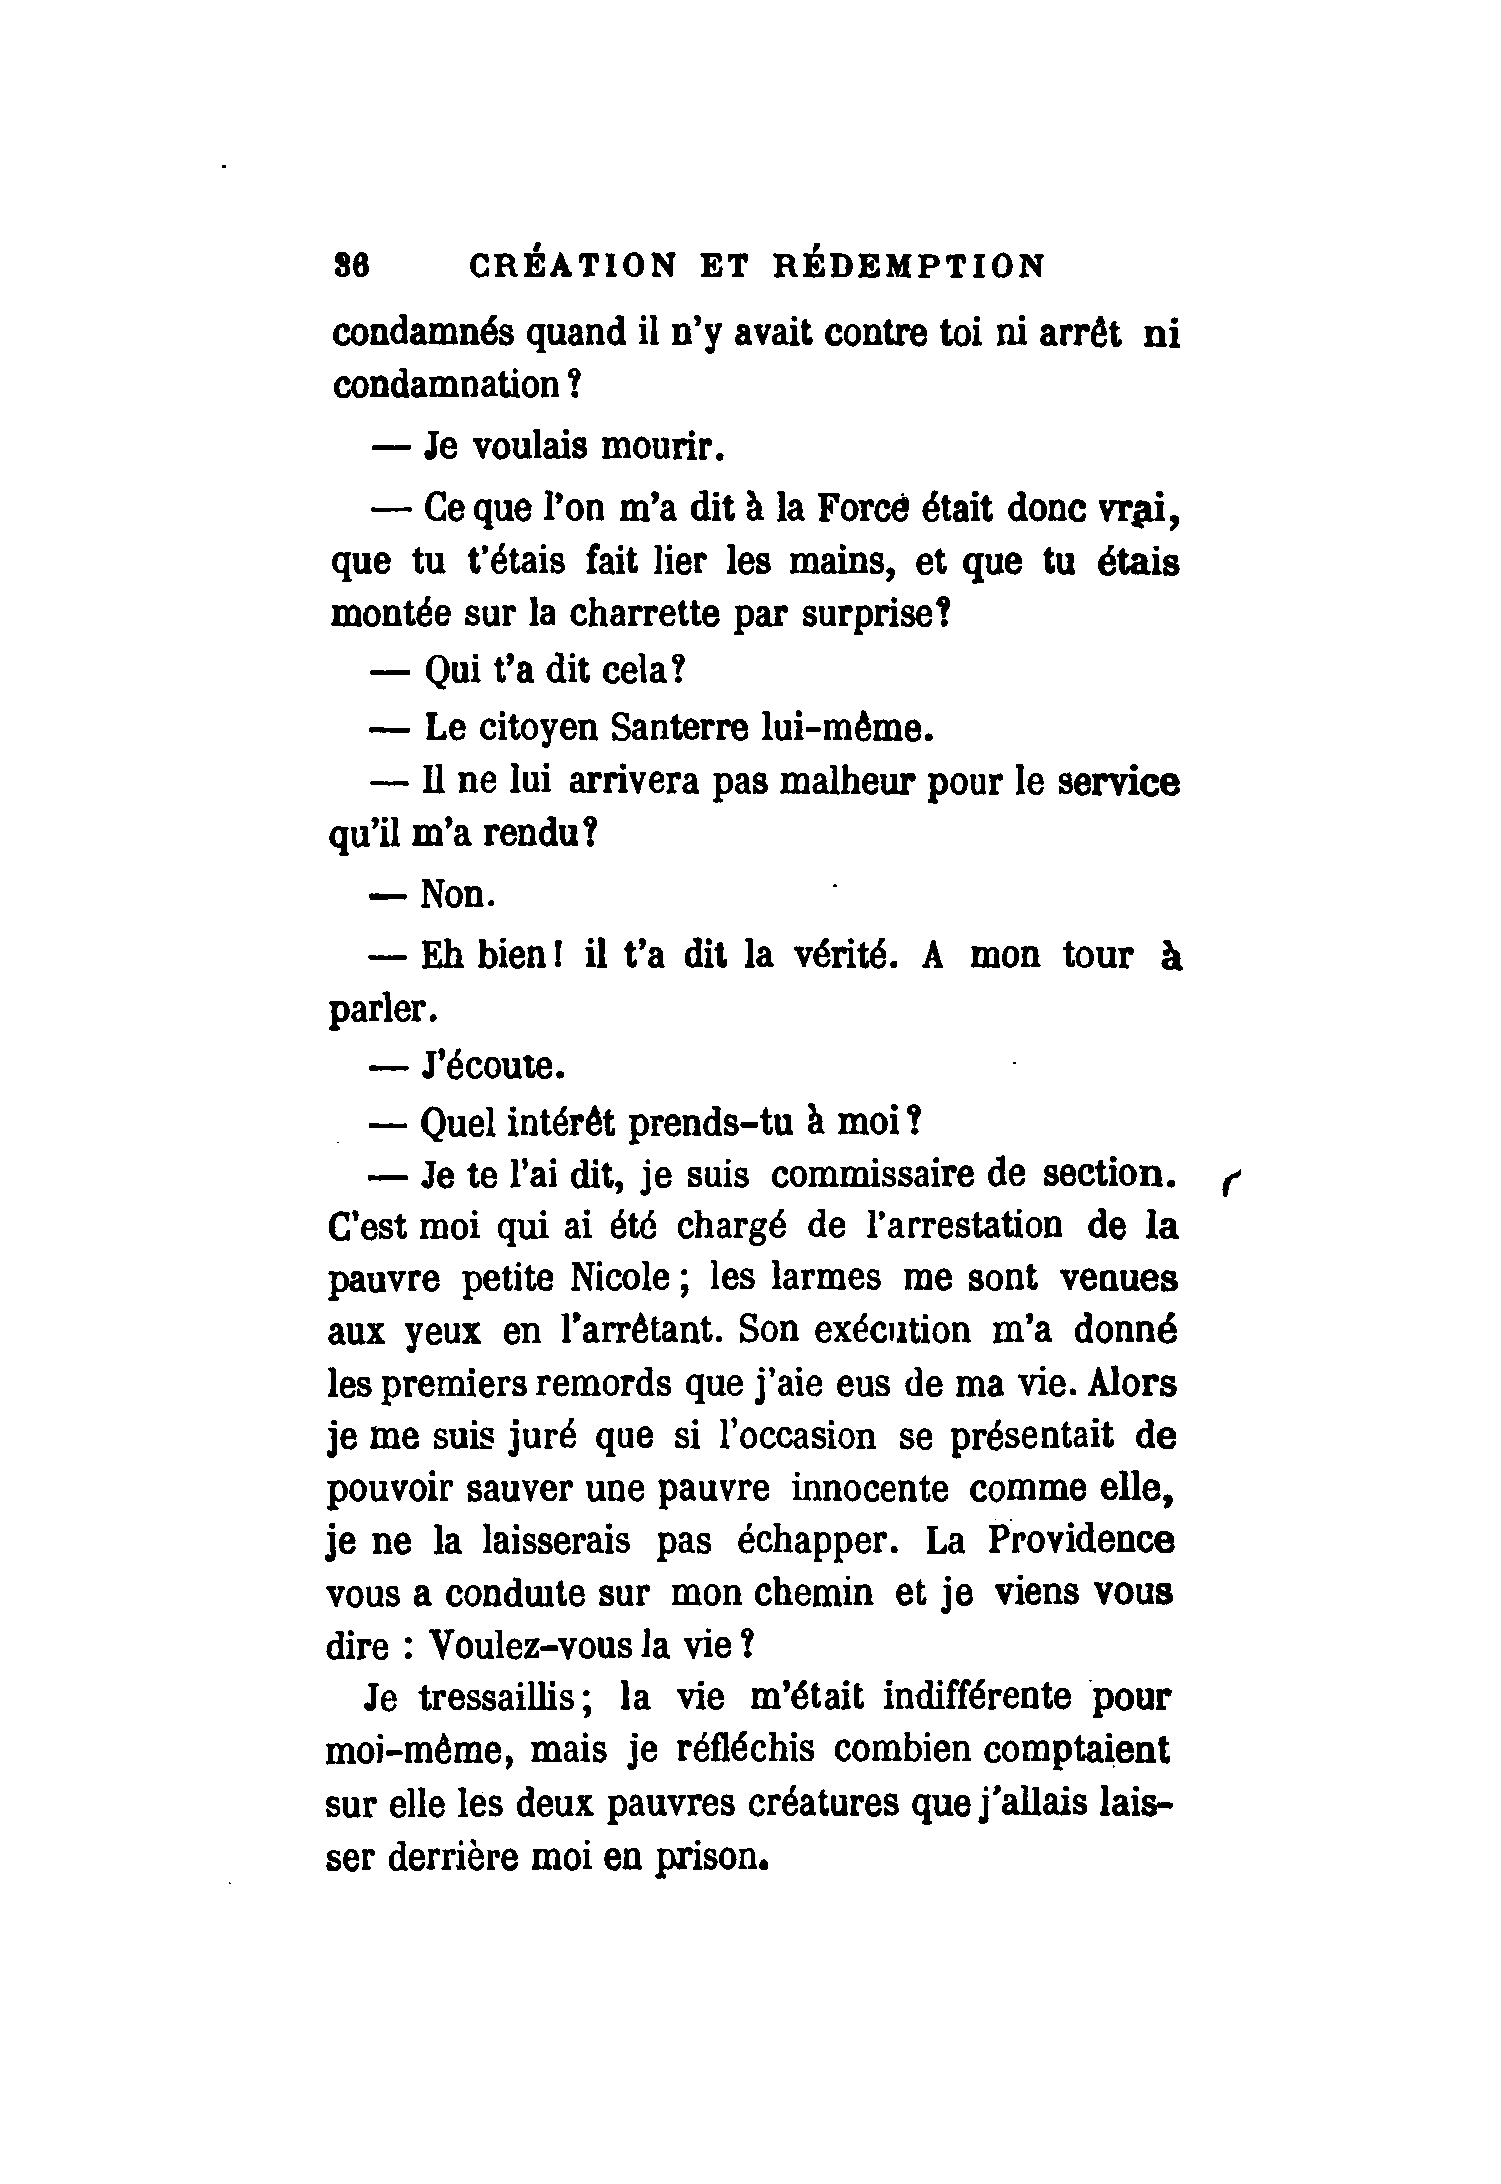 86 CRÉATION ET RÉDEMPTION
condamnés quand il n'y avait contre toi ni arrêt ni
condamnation ?
— Je voulais mourir.
— Ce que l'on m'a dit à la Force était donc vrai,
que tu t'étais fait lier les mains, et que tu étais
montée sur la charrette par surprise?
— Qui t'a dit cela?
— Le citoyen Santerre lui-même.
— Il ne lui arrivera pas malheur pour le service
qu'il m'a rendu?
— Non.
— Eh bien! il t'a dit la vérité. A mon tour à
parler.
— J'écoute.
— Quel intérêt prends-tu à moi?
— Je te l'ai dit, je suis commissaire de section.
C'est moi qui ai été chargé de l'arrestation de la
pauvre petite Nicole ; les larmes me sont venues
aux yeux en l'arrêtant. Son exécution m'a donné
les premiers remords que j'aie eus de ma vie. Alors
je me suis juré que si l'occasion se présentait de
pouvoir sauver une pauvre innocente comme elle,
je ne la laisserais pas échapper. La Providence
vous a conduite sur mon chemin et je viens vous
dire : Voulez-vous la vie ?
Je tressaillis ; la vie m'était indifférente pour
moi-même, mais je réfléchis combien comptaient
sur elle les deux pauvres créatures que j'allais lais-
ser derrière moi en prison.